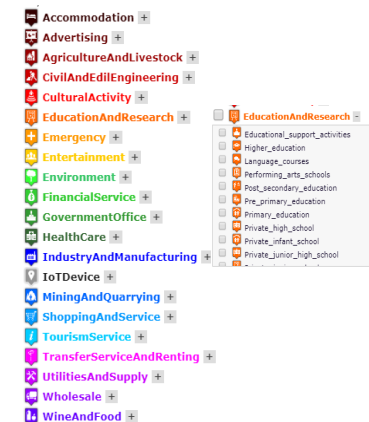 Accommodation +
Advertising +
AgricultureAndLivestock +
CivilAndEdilEngineering +
CulturalActivity +
EducationAndResearch +
Emergency +
Entertainment +
Environment +
FinancialService +
GovernmentOffice +
HealthCare +
IndustryAndManufacturing +
IoTDevice +
MiningAndQuarrying +
ShoppingAndService +
TourismService +
TransferServiceAndRenting +
UtilitiesAndSupply +
Wholesale +
WineAndFood +
EducationAndResearch -
Educational_support_activities
Higher_education
Language_courses
Performing_arts_schools
Post_secondary_education
Pre_primary_education
Primary_education
Private_high_school
Private_infant_school
Private_junior_high_school